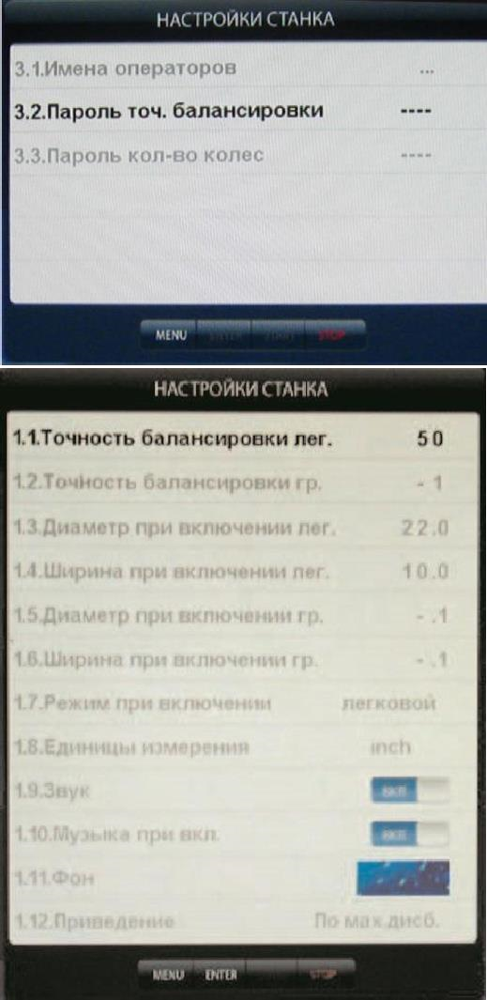 НАСТРОЙКИ СТАНКА
3.1.Имена операторов ...
3.2.Пароль точ. балансировки ----
3.3.Пароль кол-во колес ----
MENU ENTER START STOP
НАСТРОЙКИ СТАНКА
1.1.Точность балансировки лег. 50
1.2.Точность балансировки гр. - 1
1.3.Диаметр при включении лег. 22.0
1.4.Ширина при включении лег. 10.0
1.5.Диаметр при включении гр. - .1
1.6.Ширина при включении гр. - .1
1.7.Режим при включении легковой
1.8.Единицы измерения inch
1.9.Звук вкл
1.10.Музыка при вкл. вкл
1.11.Фон
1.12.Приведение По мах.дисб.
MENU ENTER STOP